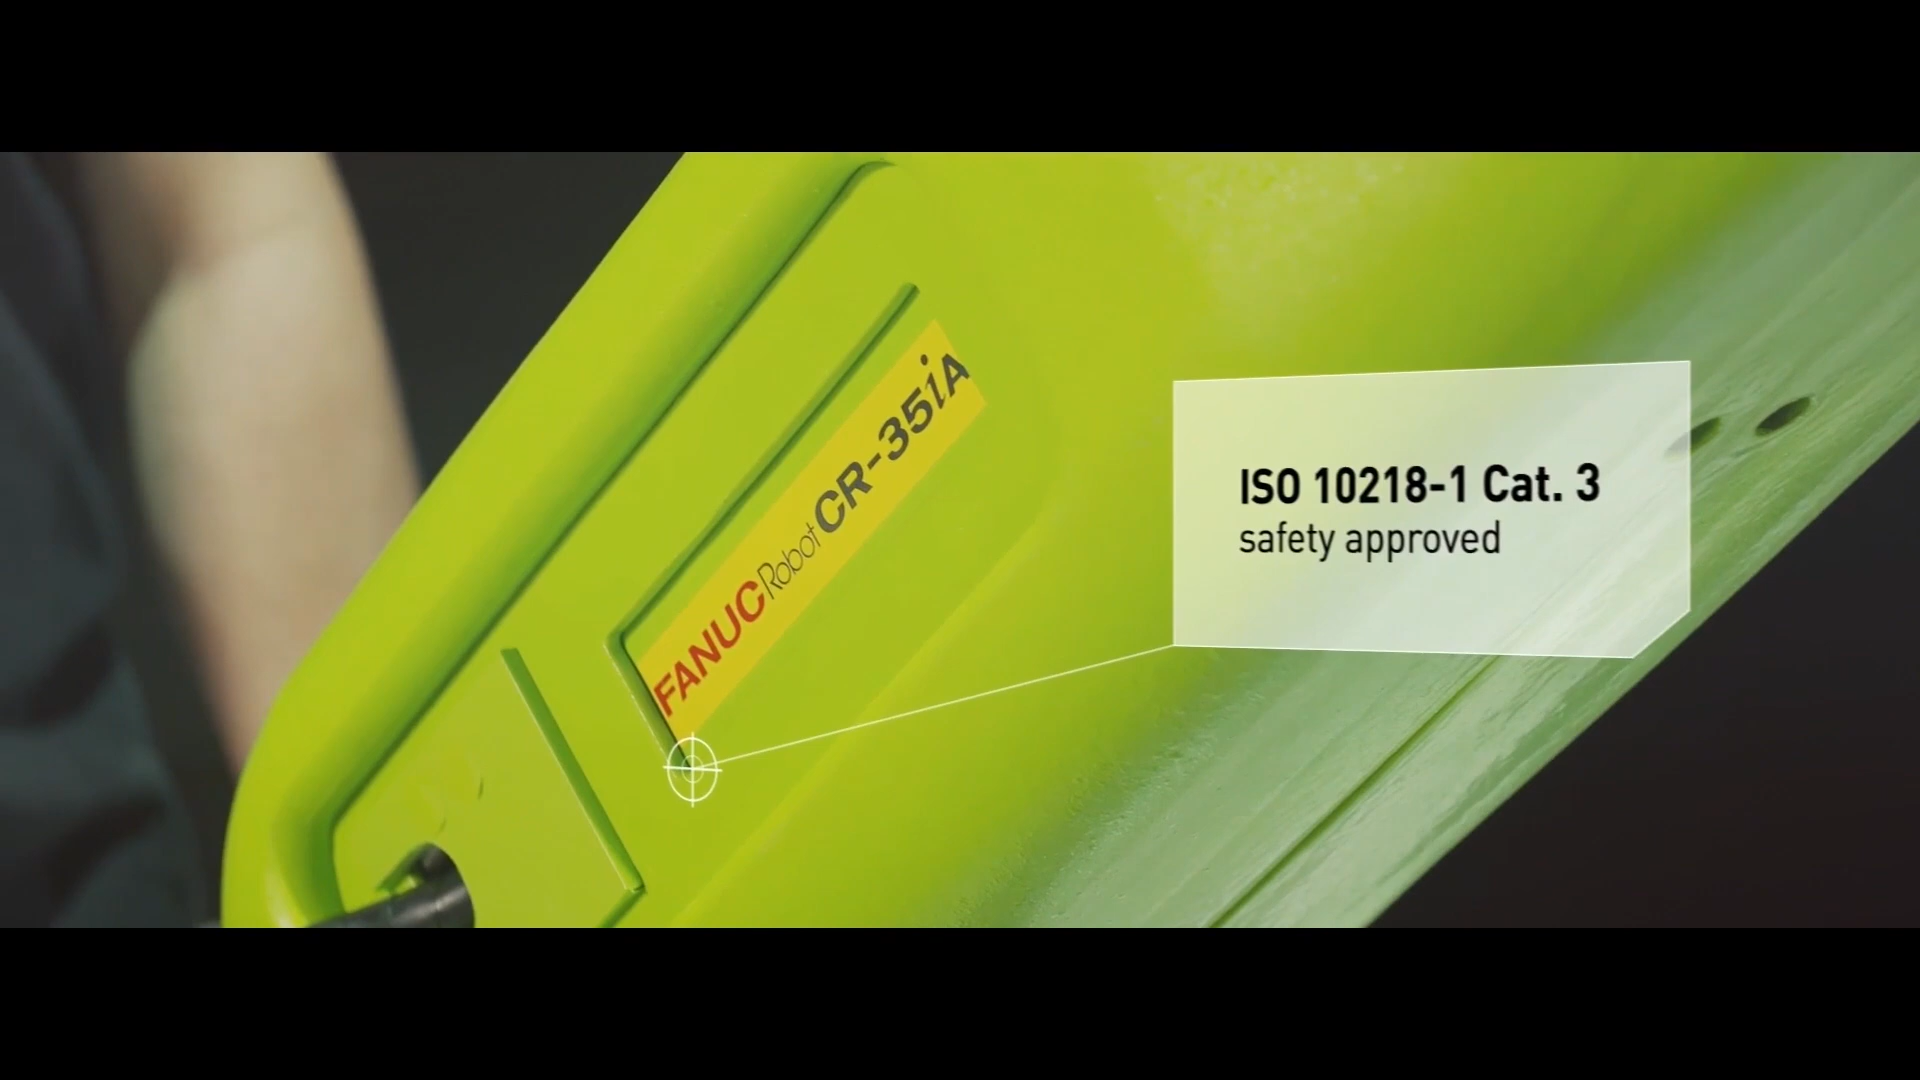 FANUC Robot CR-35iA
ISO 10218-1 Cat. 3
safety approved